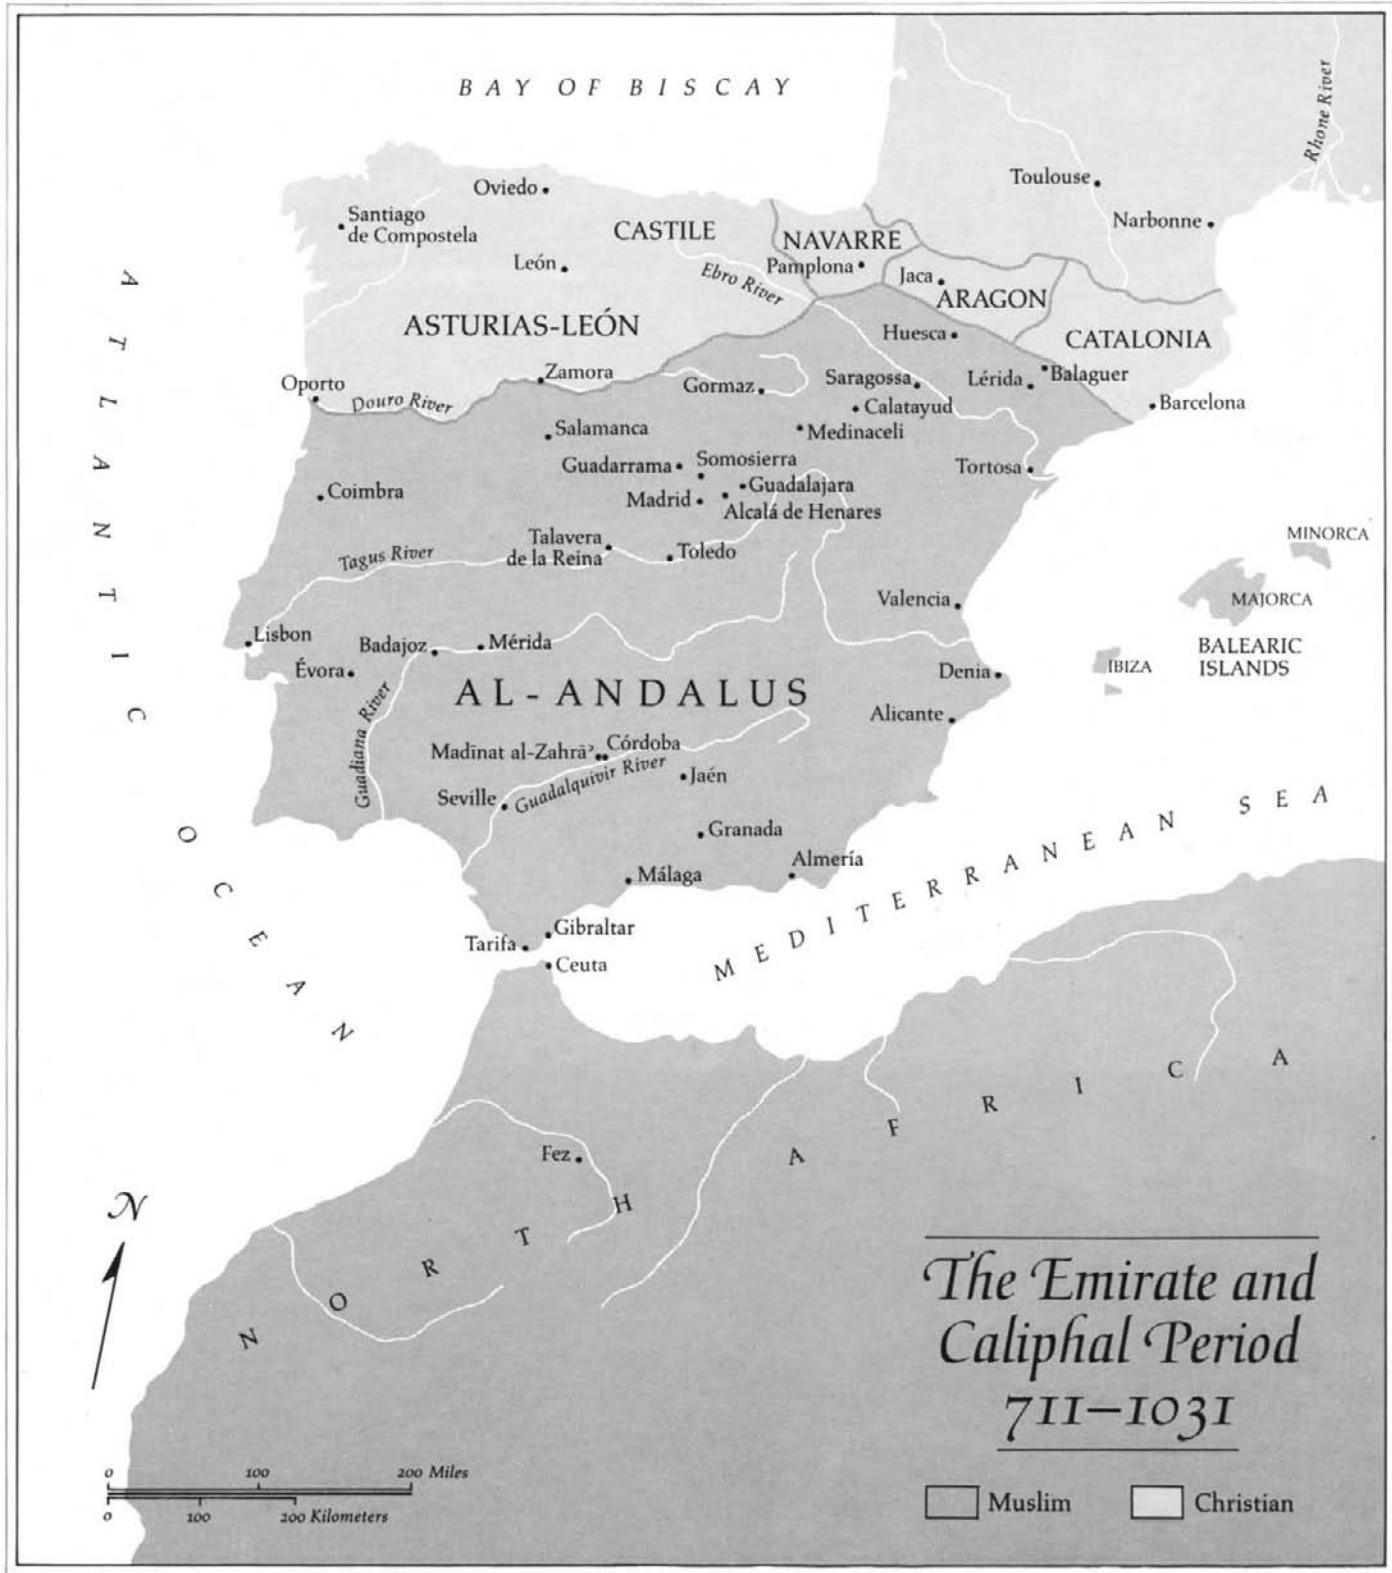 BAY OF BISCAY
Rhone River
Toulouse
Oviedo
Narbonne
Santiago
de Compostela
CASTILE
NAVARRE
León
Pamplona
Ebro River
Jaca
ARAGON
ASTURIAS-LEÓN
Huesca
CATALONIA
Zamora
Oporto
Douro River
Gormaz
Saragossa
Lérida
Balaguer
Calatayud
Barcelona
Salamanca
Medinaceli
Guadarrama
Somosierra
Tortosa
Coimbra
Madrid
Guadalajara
Alcalá de Henares
Talavera
de la Reina
Tagus River
Toledo
MINORCA
MAJORCA
BALEARIC
ISLANDS
IBIZA
Valencia
Lisbon
Badajoz
Mérida
Évora
Denia
AL-ANDALUS
Guadiana River
Alicante
Madīnat al-Zahrāʾ
Córdoba
Guadalquivir River
Jaén
Seville
Granada
Almería
Málaga
Gibraltar
Tarifa
Ceuta
ATLANTIC OCEAN
MEDITERRANEAN SEA
Fez
NORTH AFRICA
N
The Emirate and
Caliphal Period
711–1031
Muslim
Christian
0 100 200 Miles
0 100 200 Kilometers